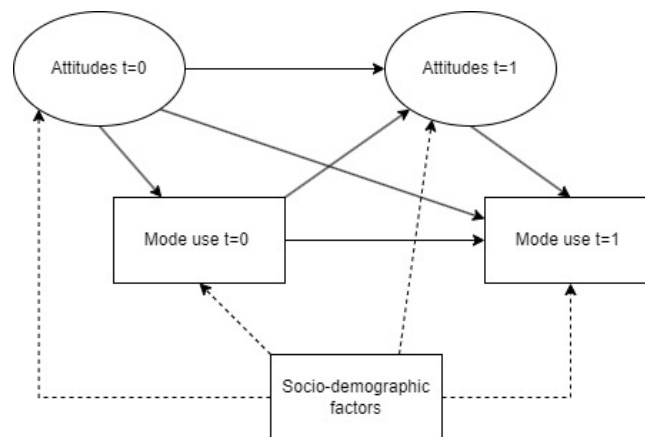 Attitudes t=0
Attitudes t=1
Mode use t=0
Mode use t=1
Socio-demographic
factors